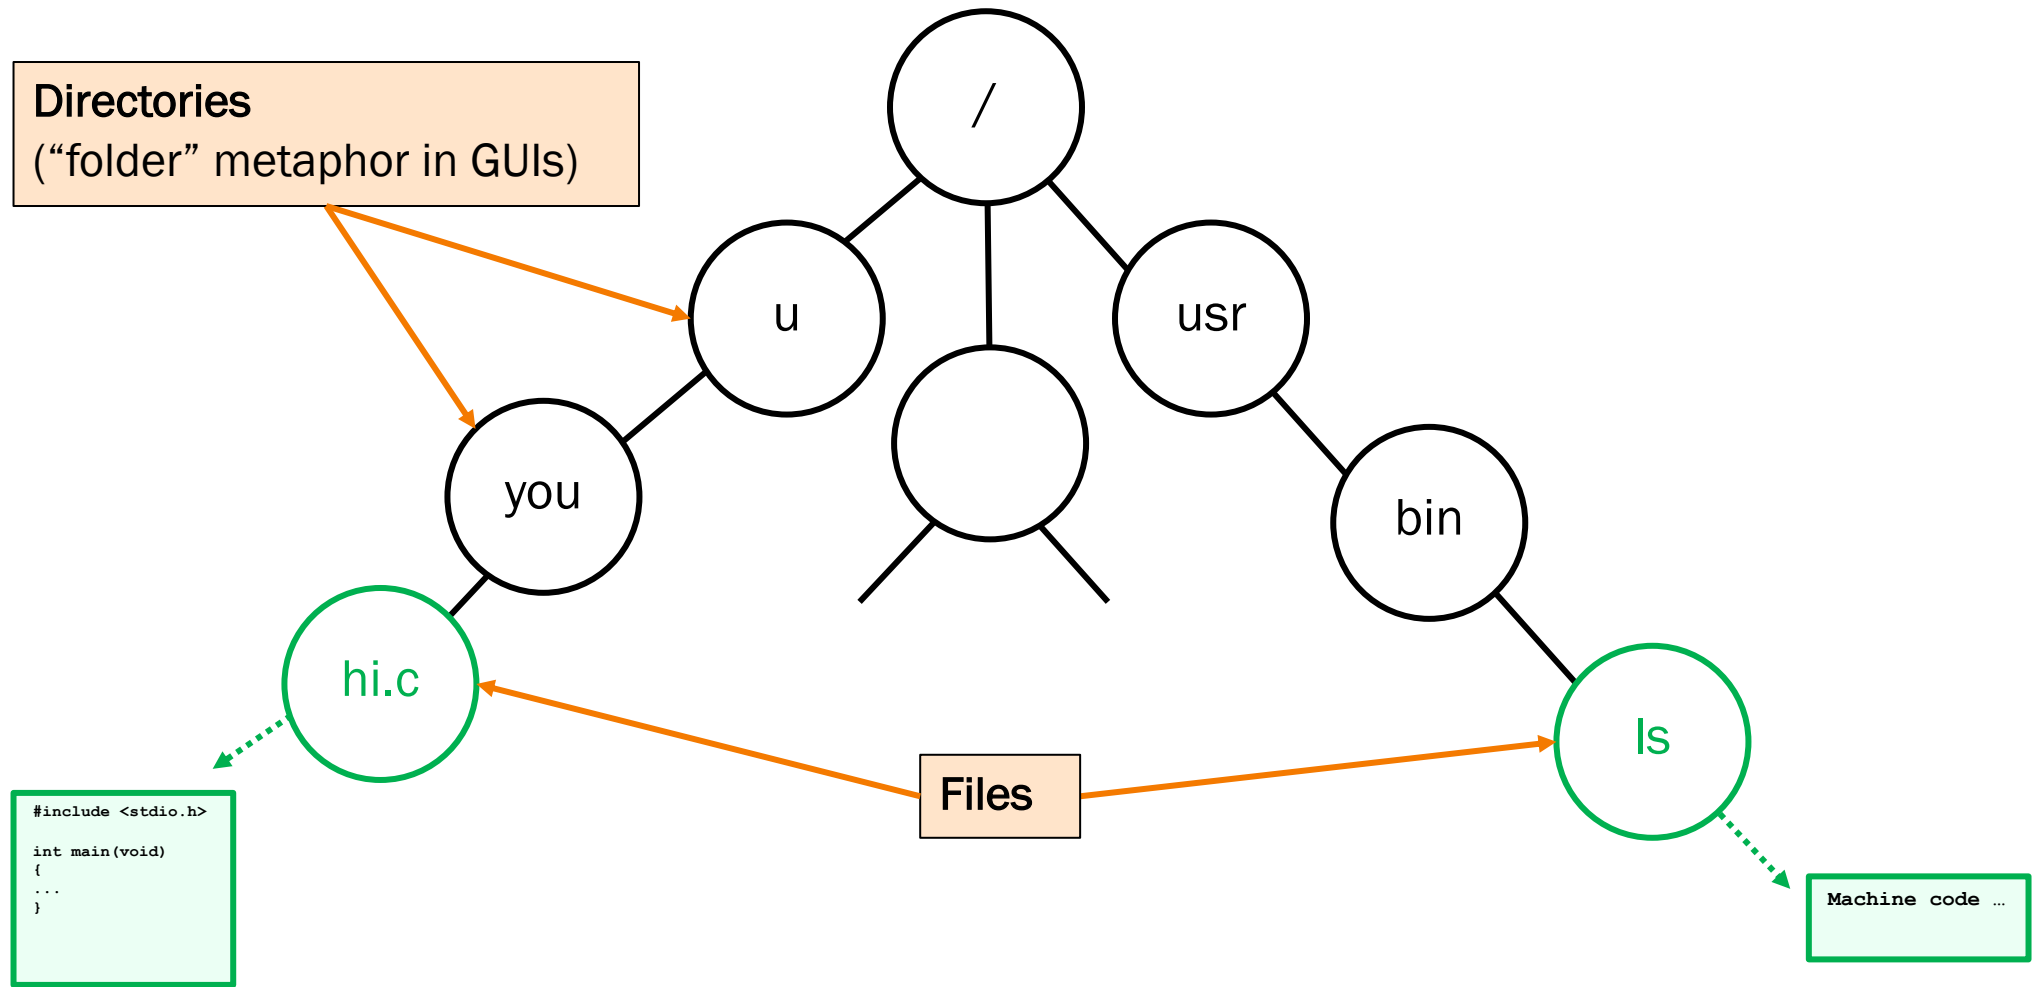 /
Directories
(“folder” metaphor in GUIs)
u
usr
you
bin
hi.c
ls
Files
#include <stdio.h>
int main(void)
{
...
}
Machine code …